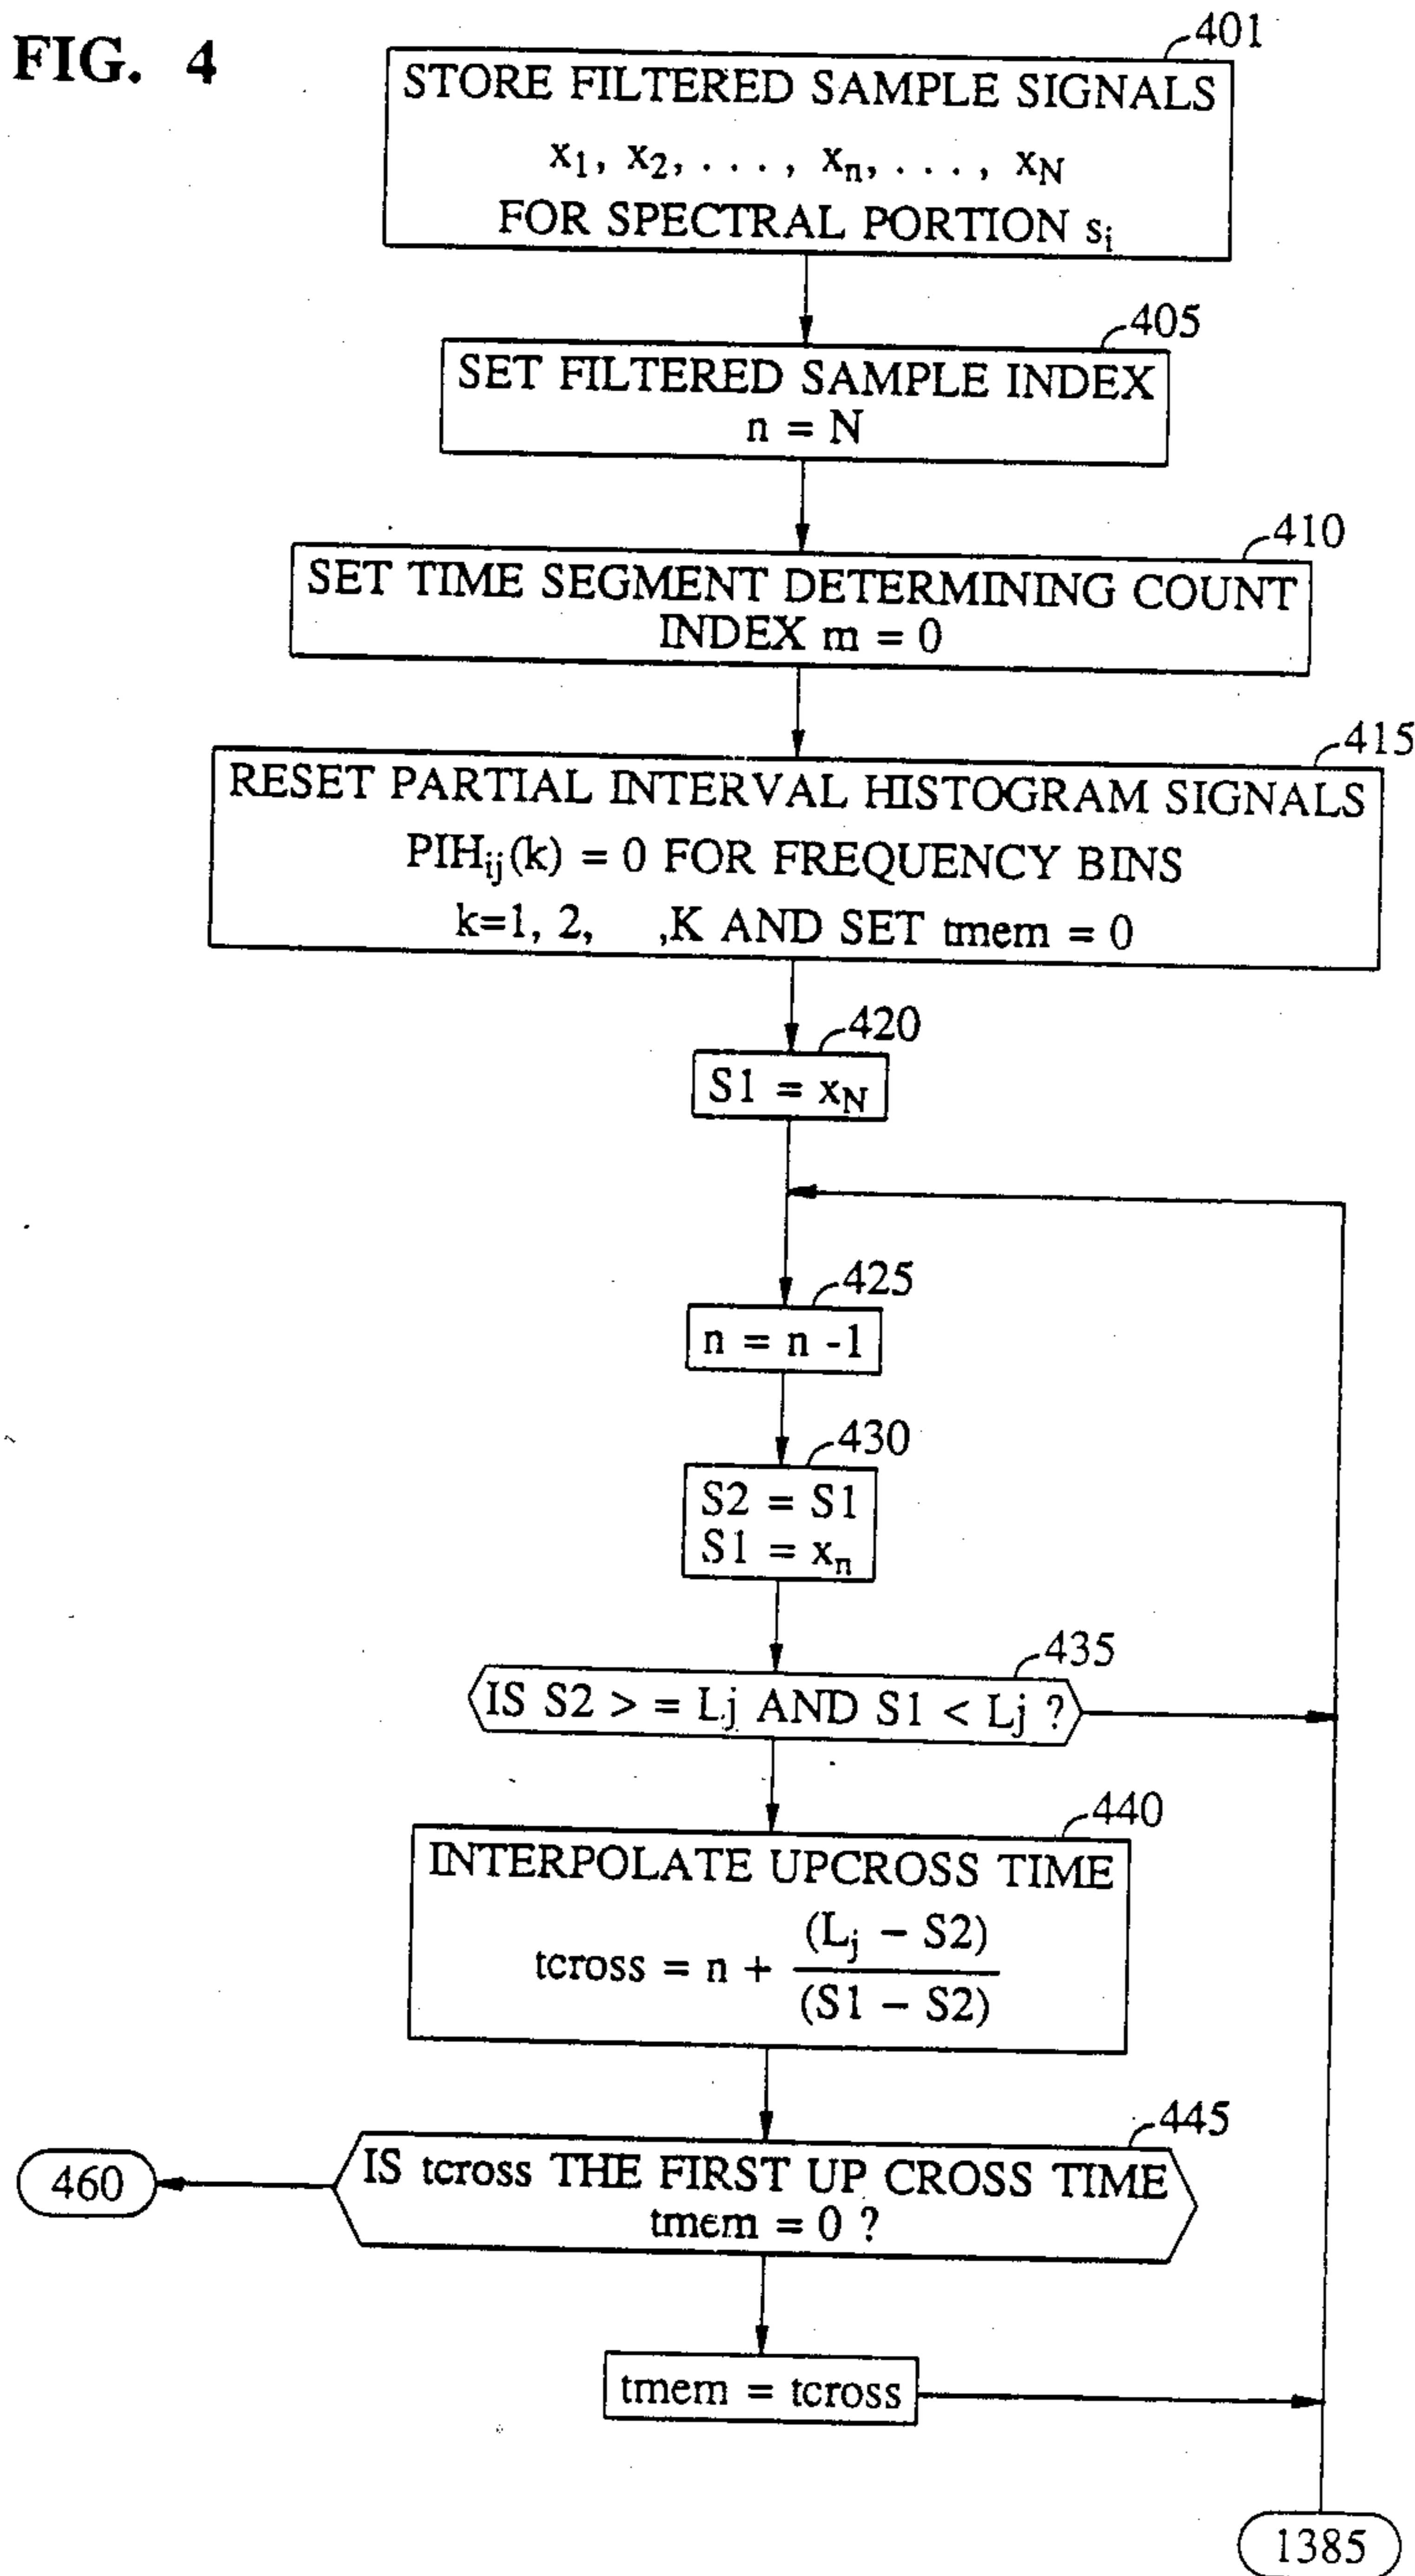 FIG. 4
401
STORE FILTERED SAMPLE SIGNALS
x₁, x₂, . . . , xₙ, . . . , x_N
FOR SPECTRAL PORTION sᵢ
405
SET FILTERED SAMPLE INDEX
n = N
410
SET TIME SEGMENT DETERMINING COUNT
INDEX m = 0
415
RESET PARTIAL INTERVAL HISTOGRAM SIGNALS
PIHᵢⱼ(k) = 0 FOR FREQUENCY BINS
k=1, 2, ,K AND SET tmem = 0
420
S1 = x_N
425
n = n -1
430
S2 = S1
S1 = xₙ
435
IS S2 > = Lj AND S1 < Lj ?
440
INTERPOLATE UPCROSS TIME
tcross = n + (Lⱼ − S2) / (S1 − S2)
445
IS tcross THE FIRST UP CROSS TIME
tmem = 0 ?
460
tmem = tcross
1385